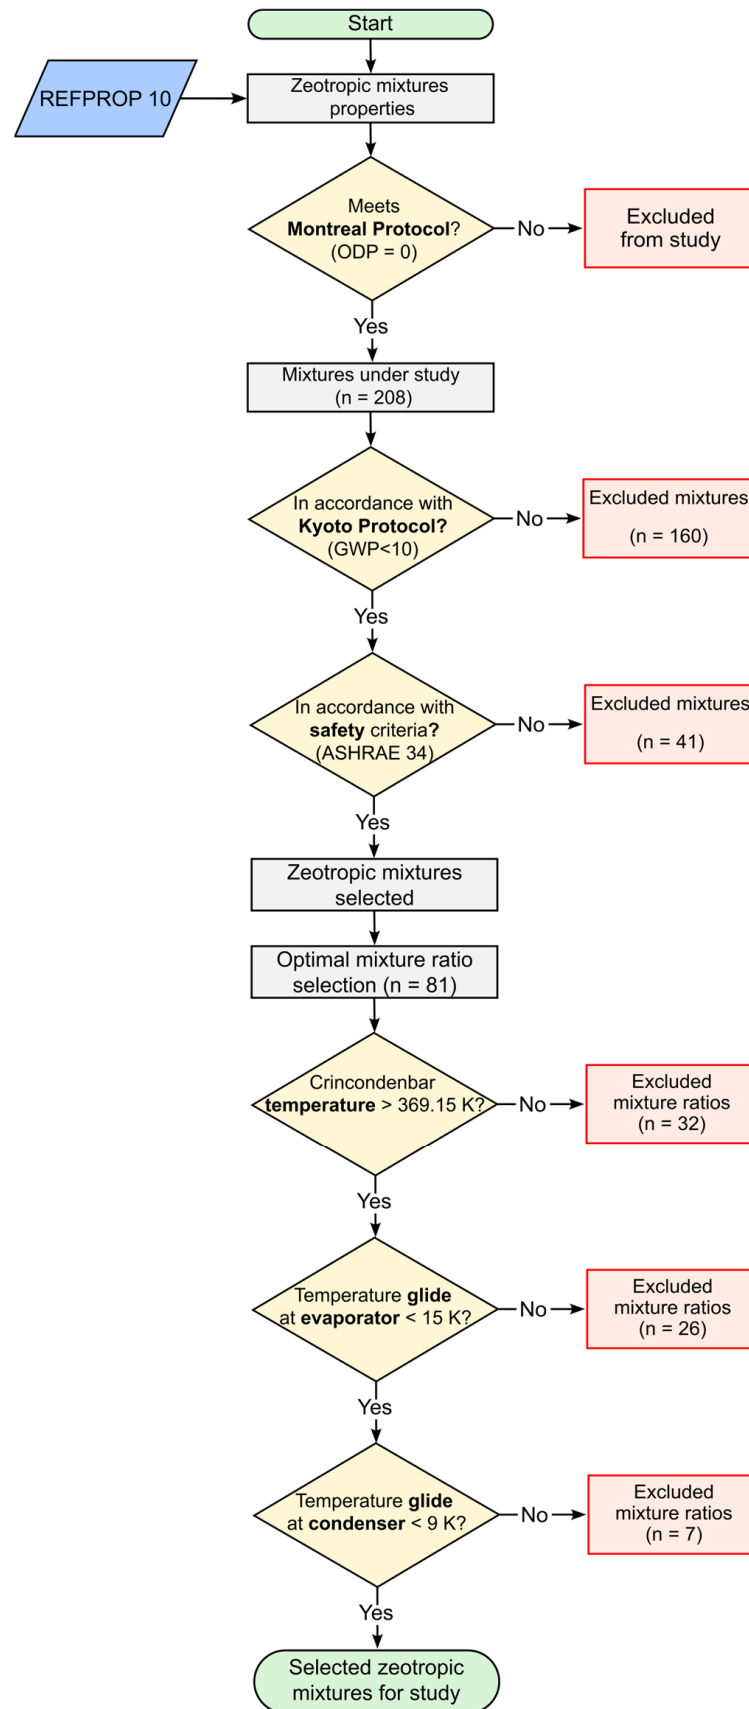 Start
REFPROP 10
Zeotropic mixtures
properties
Meets
Montreal Protocol?
(ODP = 0)
No
Excluded
from study
Yes
Mixtures under study
(n = 208)
In accordance with
Kyoto Protocol?
(GWP<10)
No
Excluded mixtures
(n = 160)
Yes
In accordance with
safety criteria?
(ASHRAE 34)
No
Excluded mixtures
(n = 41)
Yes
Zeotropic mixtures
selected
Optimal mixture ratio
selection (n = 81)
Crincondenbar
temperature > 369.15 K?
No
Excluded
mixture ratios
(n = 32)
Yes
Temperature glide
at evaporator < 15 K?
No
Excluded
mixture ratios
(n = 26)
Yes
Temperature glide
at condenser < 9 K?
No
Excluded
mixture ratios
(n = 7)
Yes
Selected zeotropic
mixtures for study